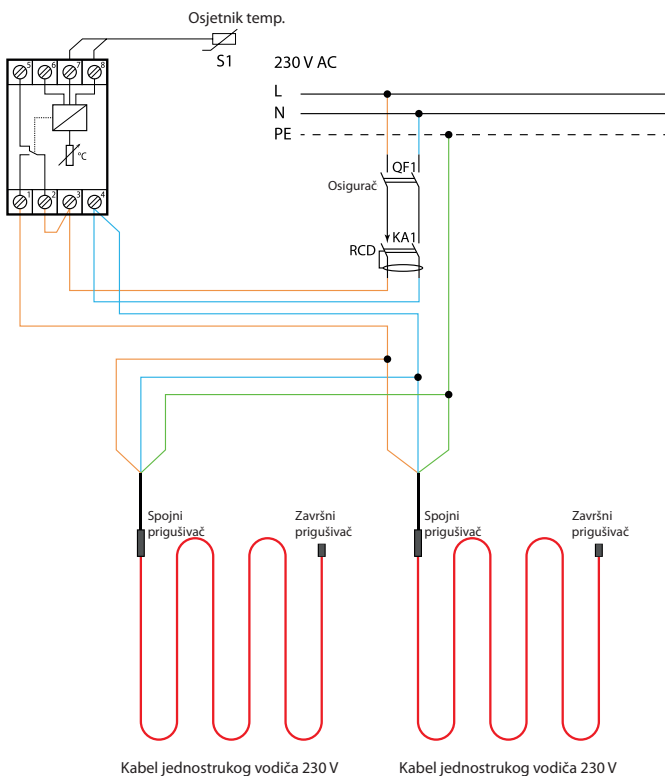 Osjetnik temp.
S1
5 6 7 8
°C
1 2 3 4
230 V AC
L
N
PE
QF1
Osigurač
KA1
RCD
Spojni
prigušivač
Završni
prigušivač
Spojni
prigušivač
Završni
prigušivač
Kabel jednostrukog vodiča 230 V
Kabel jednostrukog vodiča 230 V